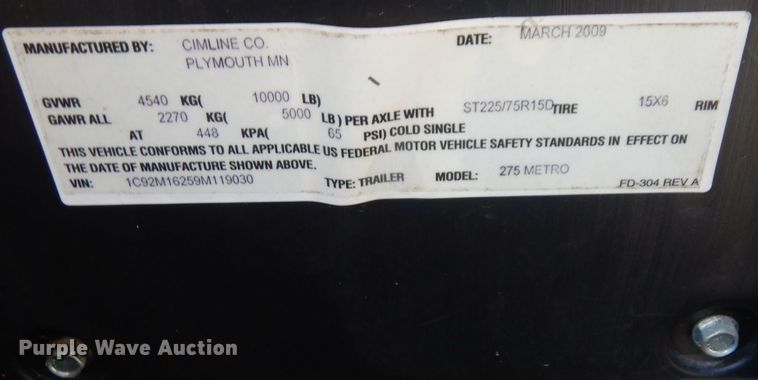 MANUFACTURED BY: CIMLINE CO. DATE: MARCH 2009
PLYMOUTH MN
GVWR 4540 KG( 10000 LB)
GAWR ALL 2270 KG( 5000 LB) PER AXLE WITH ST225/75R15D TIRE 15X6 RIM
AT 448 KPA( 65 PSI) COLD SINGLE
THIS VEHICLE CONFORMS TO ALL APPLICABLE US FEDERAL MOTOR VEHICLE SAFETY STANDARDS IN EFFECT ON
THE DATE OF MANUFACTURE SHOWN ABOVE.
VIN: 1C92M16259M119030 TYPE: TRAILER MODEL: 275 METRO
FD-304 REV A
Purple Wave Auction